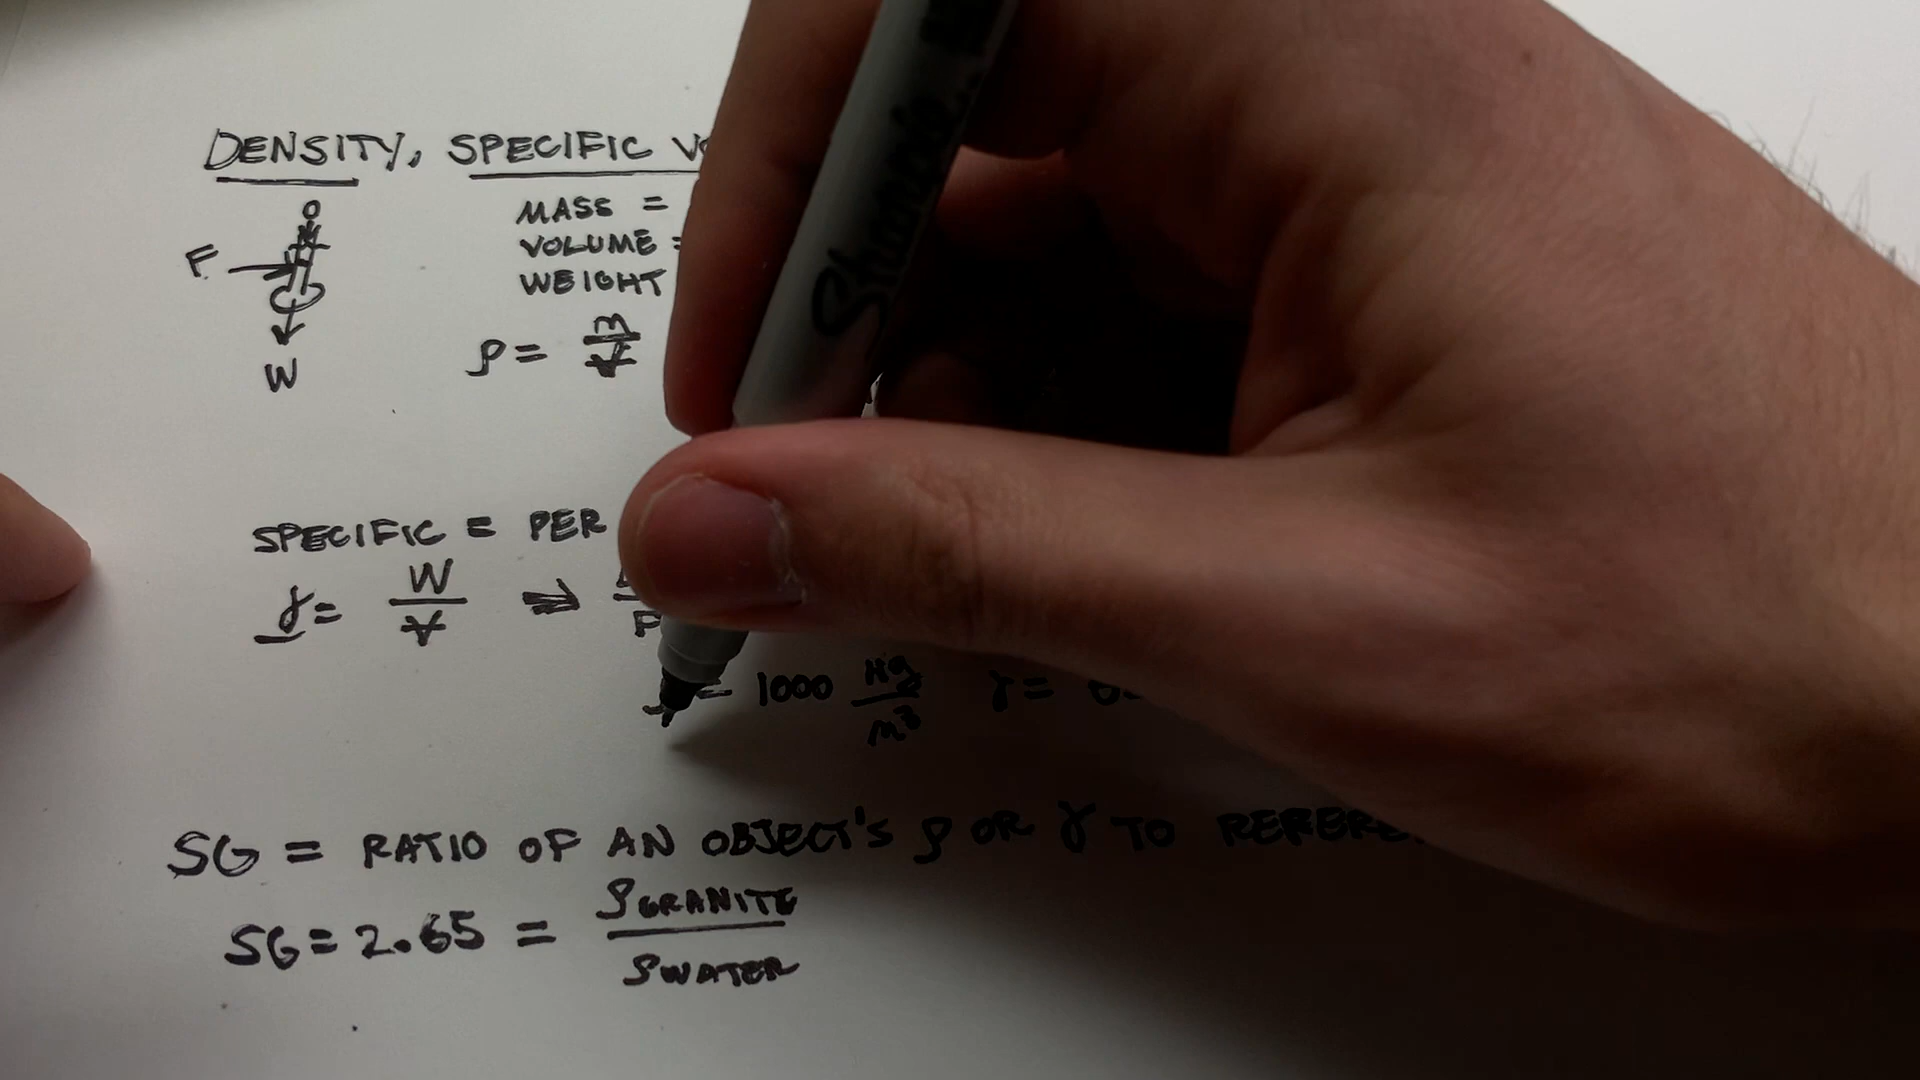 DENSITY, SPECIFIC
MASS =
VOLUME =
WEIGHT
F
W
ρ = m/V
SPECIFIC = PER
γ = W/V ⇒
= 1000 kg/m³ γ =
SG = RATIO OF AN OBJECT'S ρ OR γ TO
SG = 2.65 = ρGRANITE/ρWATER